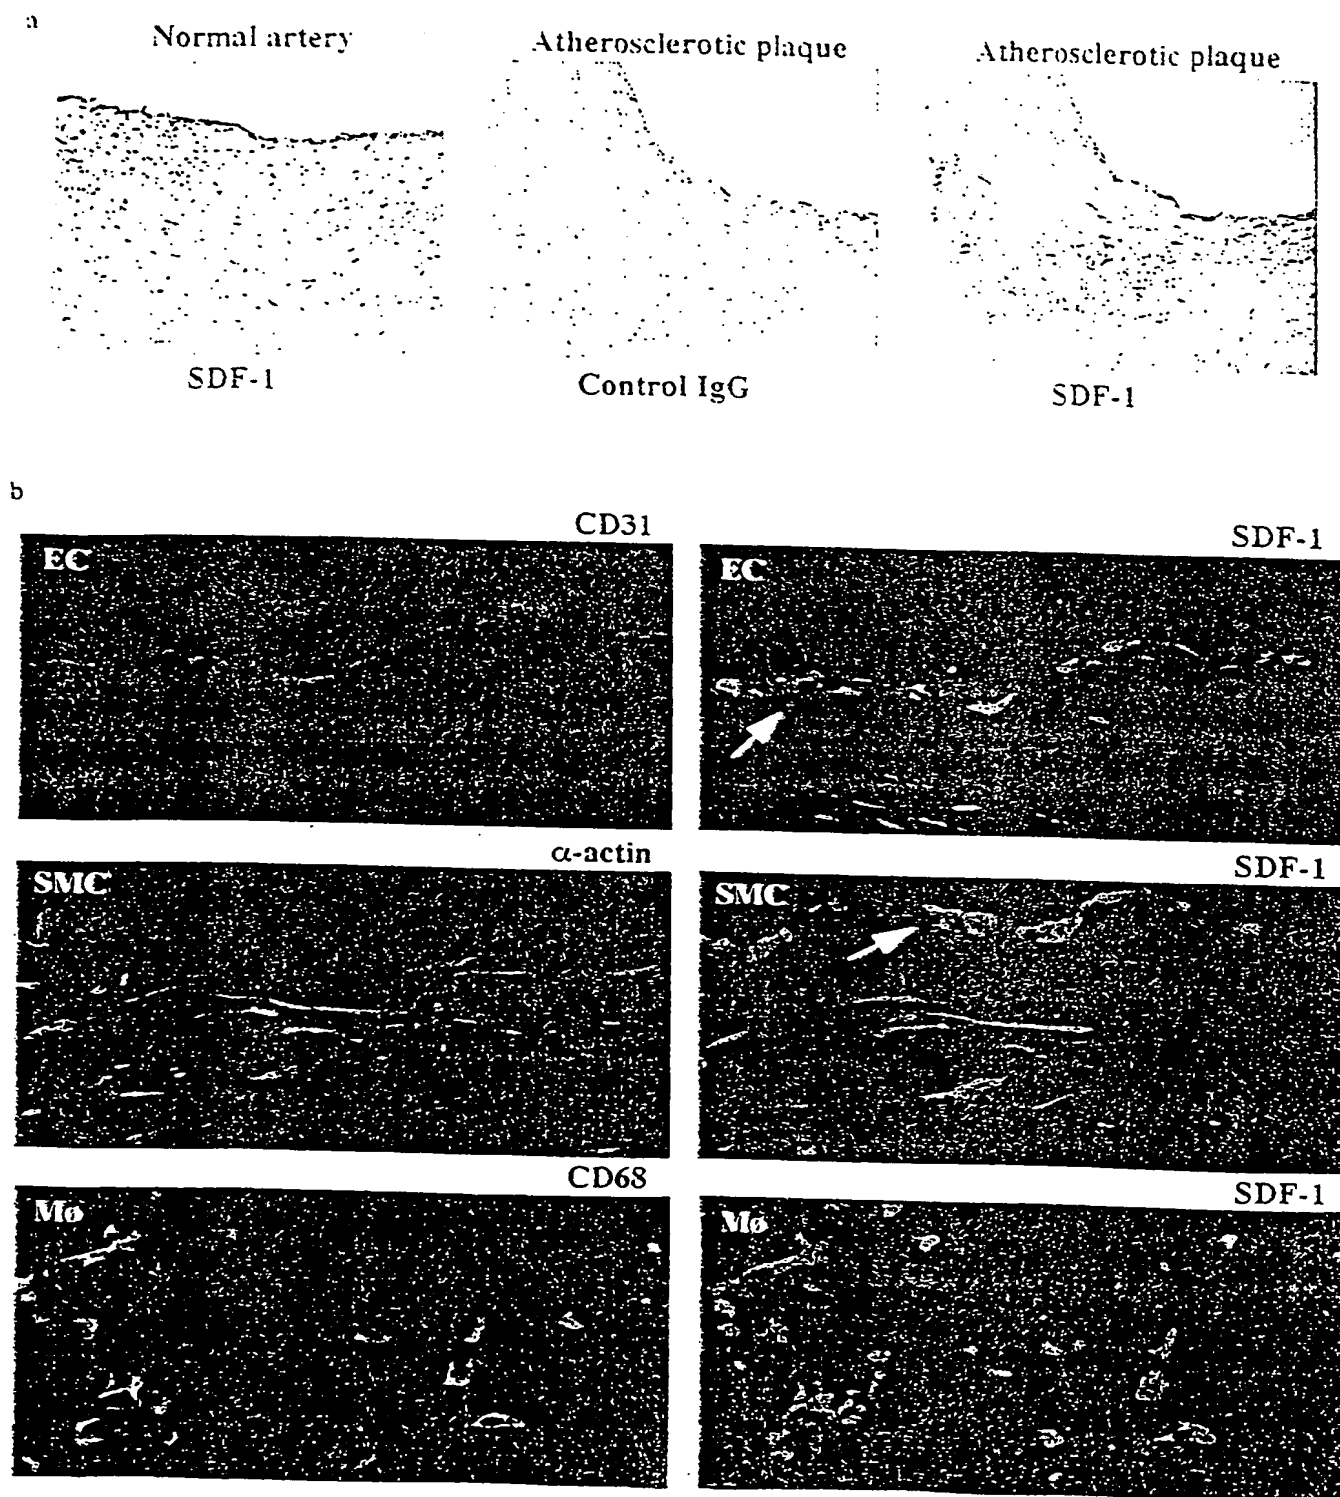 a
Normal artery
Atherosclerotic plaque
Atherosclerotic plaque
SDF-1
Control IgG
SDF-1
b
CD31
SDF-1
EC
EC
α-actin
SDF-1
SMC
SMC
CD68
SDF-1
Mø
Mø